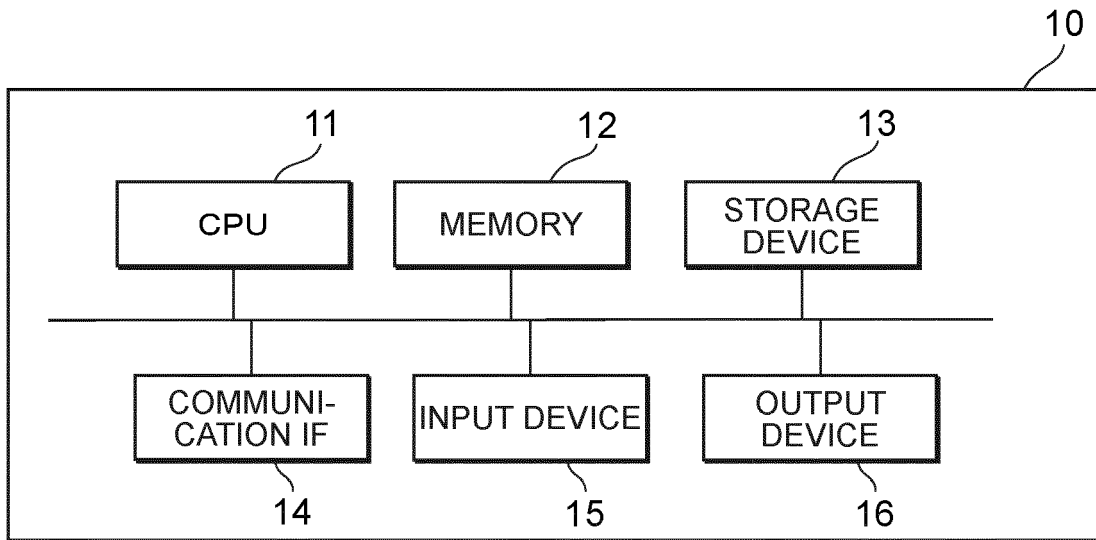 10
11
12
13
CPU
MEMORY
STORAGE
DEVICE
COMMUNI-
CATION IF
INPUT DEVICE
OUTPUT
DEVICE
14
15
16